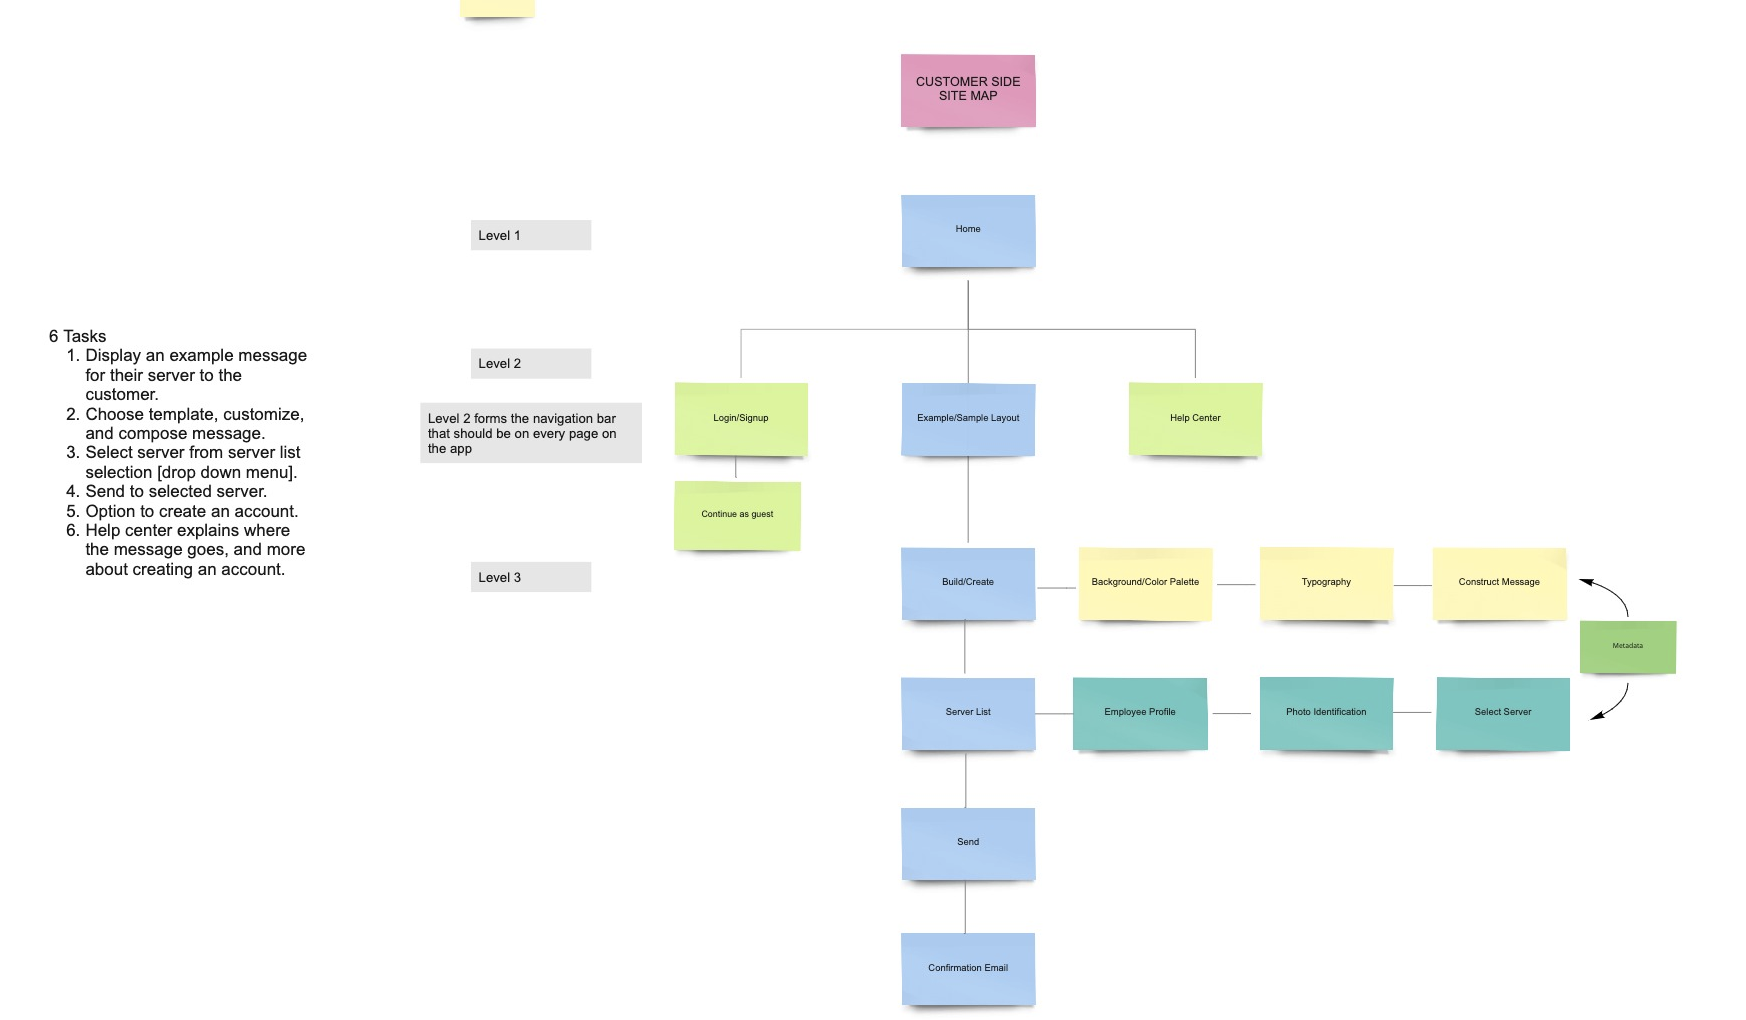 CUSTOMER SIDE
SITE MAP
Level 1
Home
6 Tasks
1. Display an example message
for their server to the
customer.
2. Choose template, customize,
and compose message.
3. Select server from server list
selection [drop down menu].
4. Send to selected server.
5. Option to create an account.
6. Help center explains where
the message goes, and more
about creating an account.
Level 2
Level 2 forms the navigation bar
that should be on every page on
the app
Login/Signup
Example/Sample Layout
Help Center
Continue as guest
Level 3
Build/Create
Background/Color Palette
Typography
Construct Message
Metadata
Server List
Employee Profile
Photo Identification
Select Server
Send
Confirmation Email